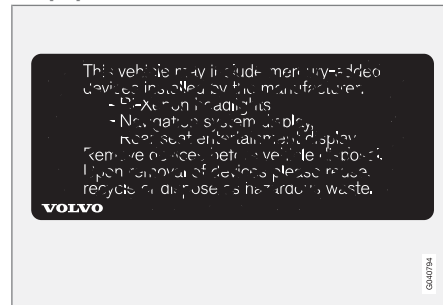 This vehicle may include mercury-added
devices installed by the manufacturer:
- Bi-Xenon headlights
- Navigation system display
- Rear seat entertainment display
Remove devices before vehicle disposal.
Upon removal of devices please reuse,
recycle or dispose as hazardous waste.
VOLVO
G040794